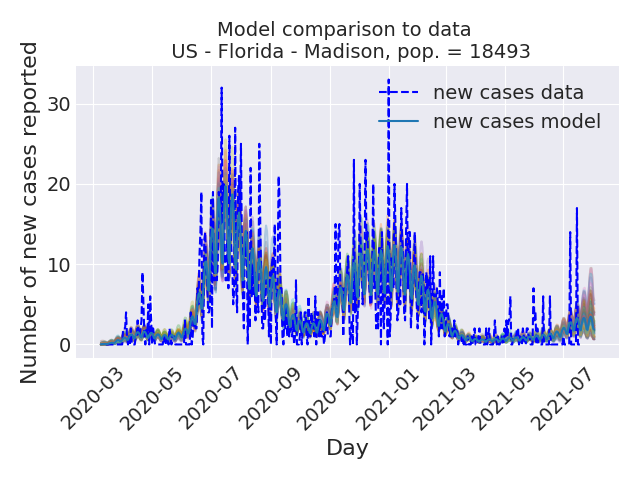 Model comparison to data
US - Florida - Madison, pop. = 18493
Number of new cases reported
30
20
10
0
new cases data
new cases model
2020-03
2020-05
2020-07
2020-09
2020-11
2021-01
2021-03
2021-05
2021-07
Day